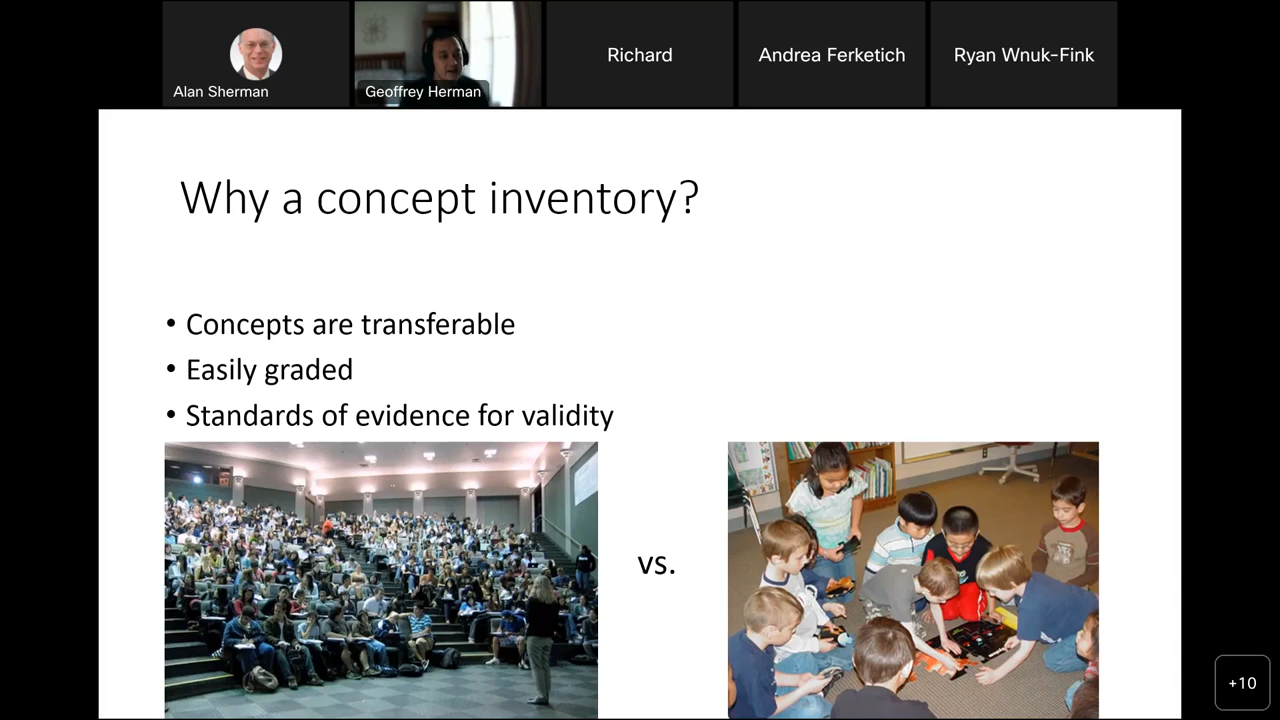 Alan Sherman
Geoffrey Herman
Richard
Andrea Ferketich
Ryan Wnuk-Fink
Why a concept inventory?
• Concepts are transferable
• Easily graded
• Standards of evidence for validity
vs.
+10